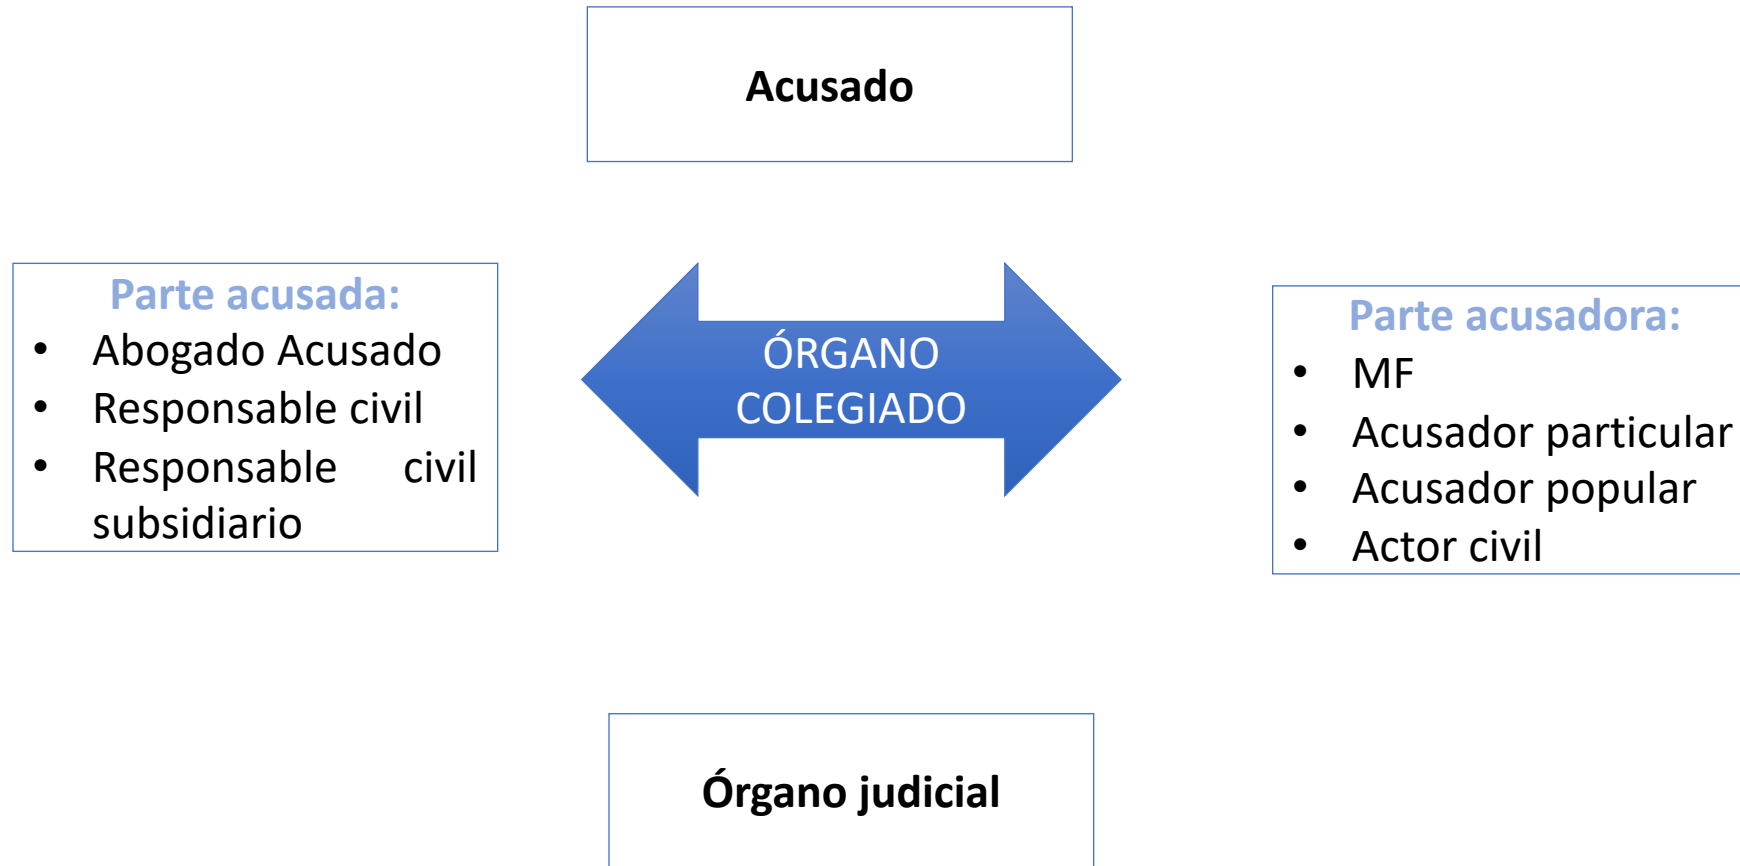 Acusado
Parte acusada:
• Abogado Acusado
• Responsable civil
• Responsable civil
subsidiario
ÓRGANO
COLEGIADO
Parte acusadora:
• MF
• Acusador particular
• Acusador popular
• Actor civil
Órgano judicial